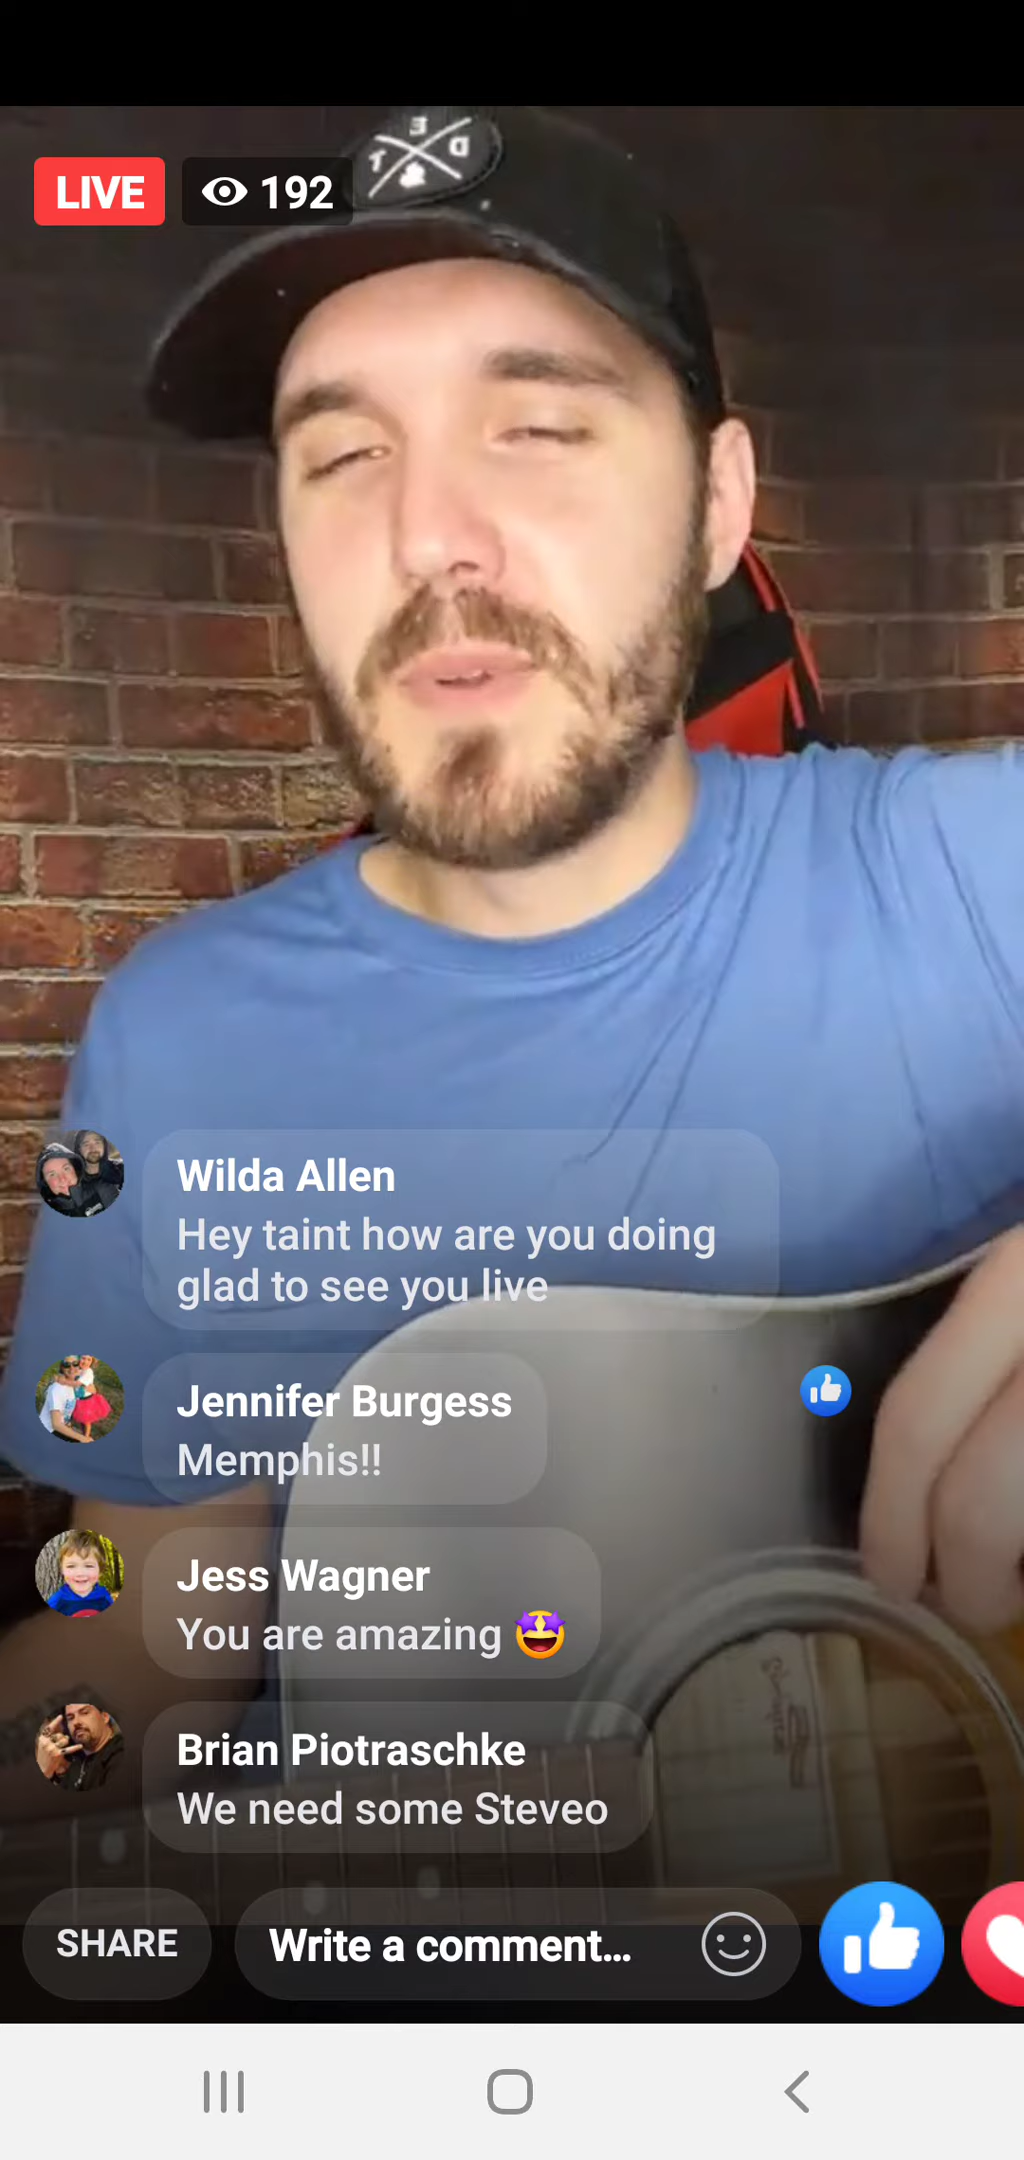 LIVE 192
Wilda Allen
Hey taint how are you doing
glad to see you live
Jennifer Burgess
Memphis!!
Jess Wagner
You are amazing 🤩
Brian Piotraschke
We need some Steveo
SHARE Write a comment...